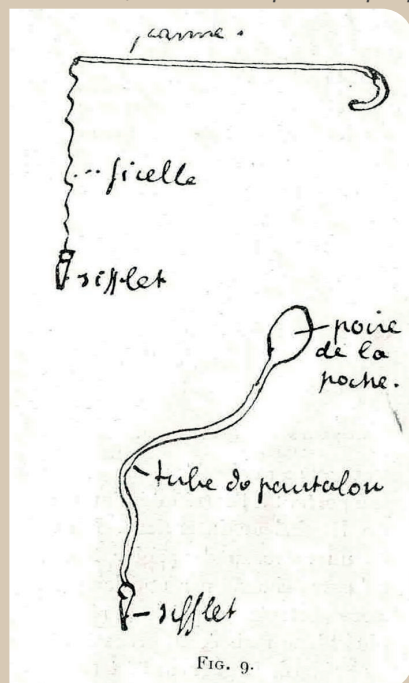 canne.
ficelle
sifflet
poire
de la
poche.
tube du pantalon
sifflet
FIG. 9.